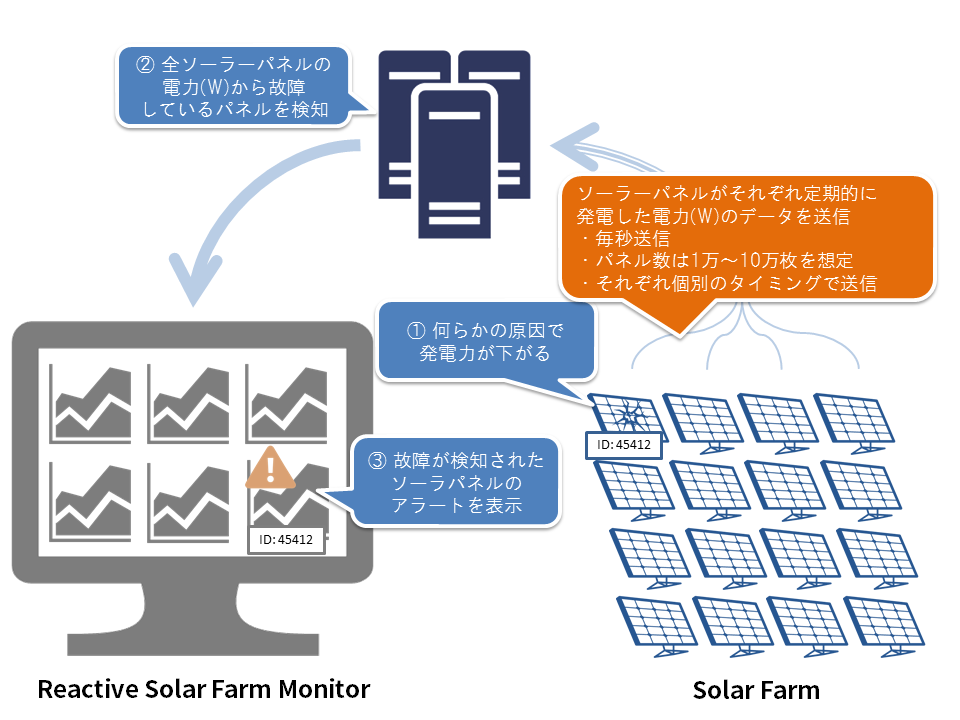 ② 全ソーラーパネルの
電力(W)から故障
しているパネルを検知
ソーラーパネルがそれぞれ定期的に
発電した電力(W)のデータを送信
・毎秒送信
・パネル数は1万～10万枚を想定
・それぞれ個別のタイミングで送信
① 何らかの原因で
発電力が下がる
ID: 45412
③ 故障が検知された
ソーラパネルの
アラートを表示
ID: 45412
Reactive Solar Farm Monitor
Solar Farm